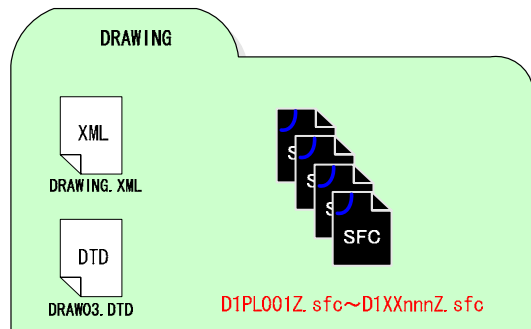 DRAWING
XML
DRAWING.XML
S
S
S
SFC
DTD
DRAW03.DTD
D1PL001Z.sfc～D1XXnnnZ.sfc